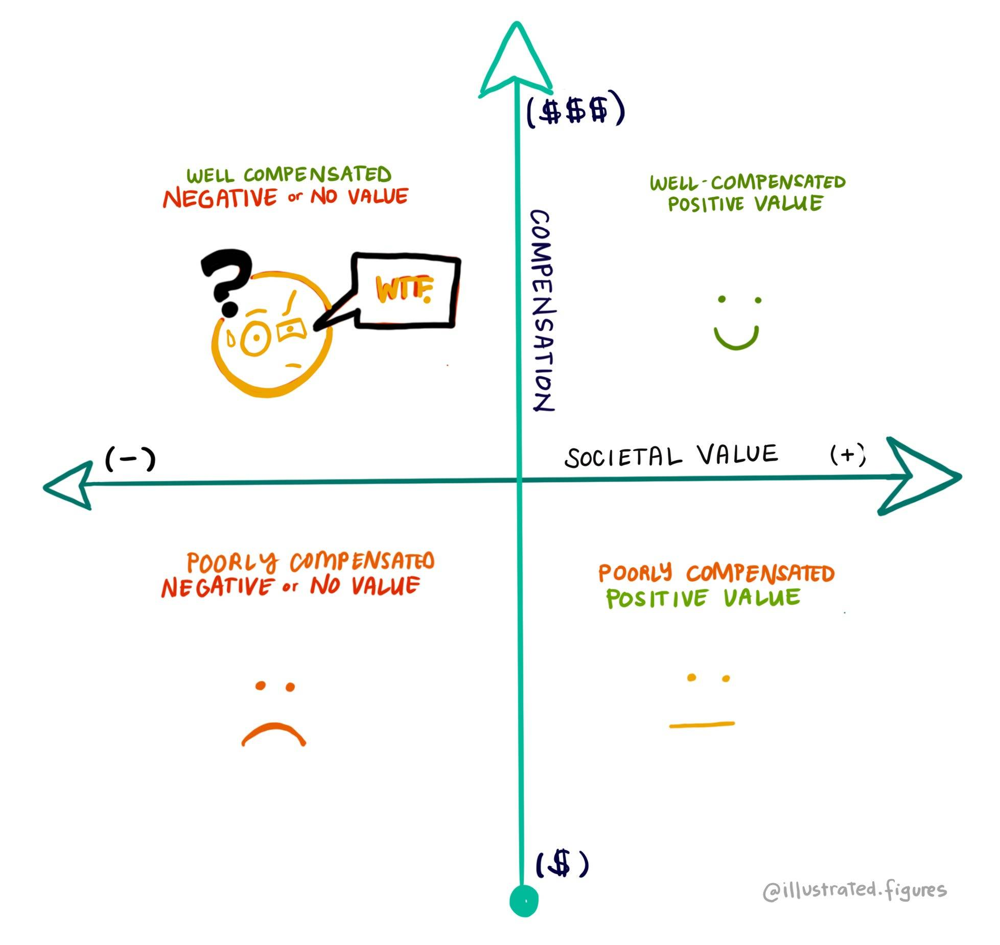 ($$$)
WELL COMPENSATED
NEGATIVE or NO VALUE
WELL-COMPENSATED
POSITIVE VALUE
COMPENSATION
?
WTF.
(-)
SOCIETAL VALUE (+)
POORLY COMPENSATED
NEGATIVE or NO VALUE
POORLY COMPENSATED
POSITIVE VALUE
($)
@illustrated.figures